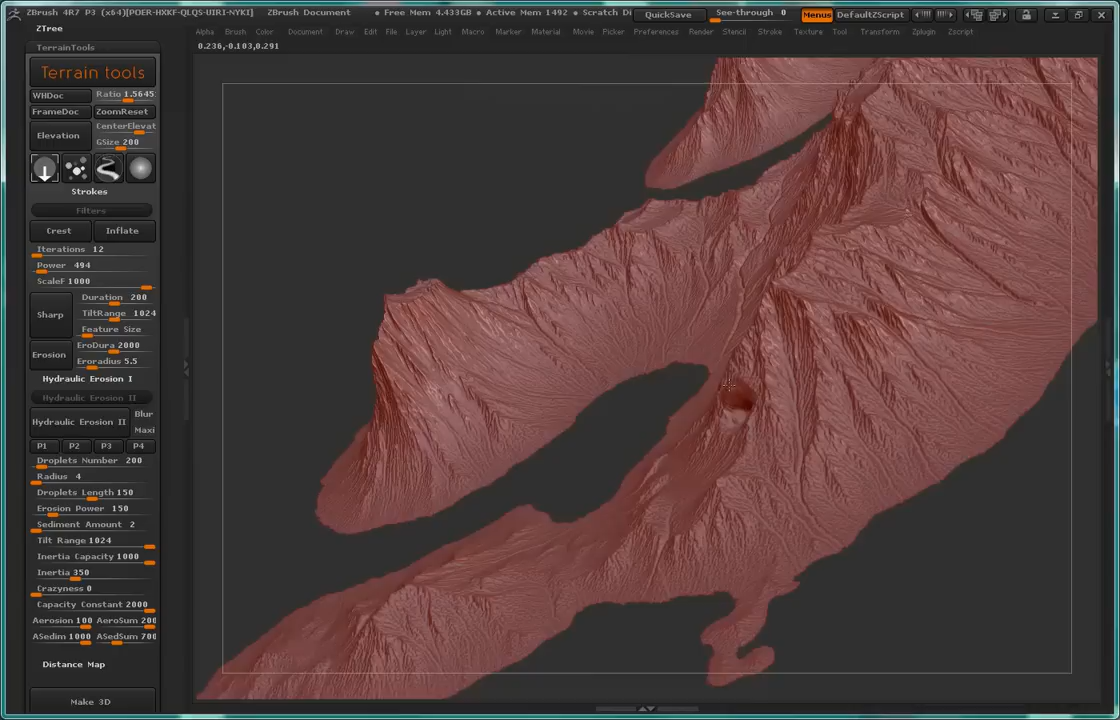 ZBrush 4R7 P3 (x64)[POER-HXKF-QLQS-UIRI-NYKI]   ZBrush Document   • Free Mem 4.433GB • Active Mem 1492 • Scratch Di   QuickSave   See-through 0   Menus   DefaultZScript
ZTree   Alpha   Brush   Color   Document   Draw   Edit   File   Layer   Light   Macro   Marker   Material   Movie   Picker   Preferences   Render   Stencil   Stroke   Texture   Tool   Transform   Zplugin   Zscript
TerrainTools   0.236,-0.103,0.291
Terrain tools
WHDoc   Ratio 1.5645
FrameDoc   ZoomReset
Elevation   CenterElevat
GSize 200
Strokes
Filters
Crest   Inflate
Iterations 12
Power 494
ScaleF 1000
Sharp   Duration 200
TiltRange 1024
Feature Size
Erosion   EroDura 2000
Eroradius 5.5
Hydraulic Erosion I
Hydraulic Erosion II
Hydraulic Erosion II   Blur
Maxi
P1   P2   P3   P4
Droplets Number 200
Radius 4
Droplets Length 150
Erosion Power 150
Sediment Amount 2
Tilt Range 1024
Inertia Capacity 1000
Inertia 350
Crazyness 0
Capacity Constant 2000
Aerosion 100   AeroSum 200
ASedim 1000   ASedSum 700
Distance Map
Make 3D